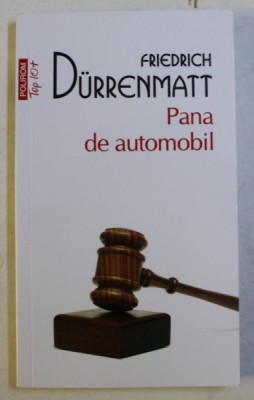 POLIROM
Top 10+
FRIEDRICH
DÜRRENMATT
Pana
de automobil